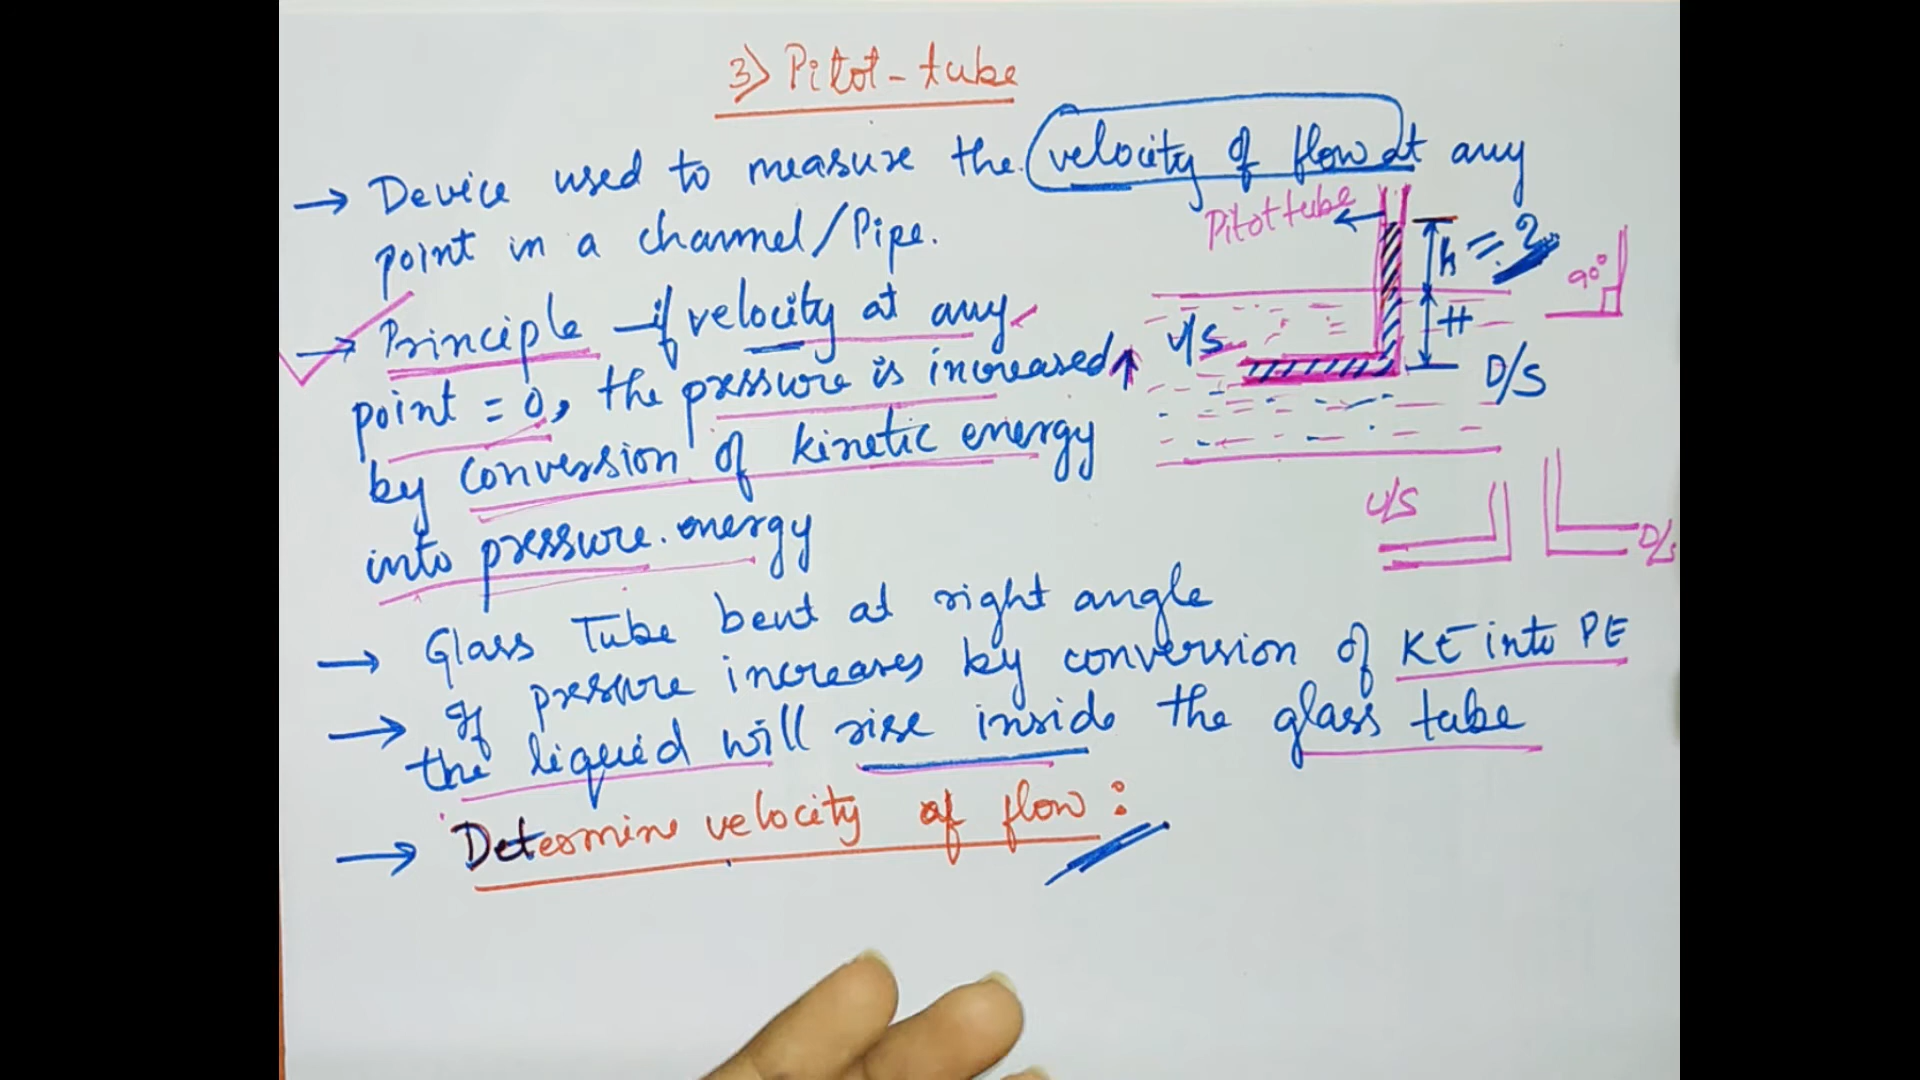 3) Pitot-tube
→ Device used to measure the velocity of flow at any
point in a channel/Pipe.
Pitot tube
h = ?
90°
→ Principle - if velocity at any
U/S
H
point = 0, the pressure is increased ↑
D/S
by conversion of kinetic energy
into pressure energy
U/S
D/S
→ Glass Tube bent at right angle
→ If pressure increases by conversion of KE into PE
the liquid will rise inside the glass tube
→ Determine velocity of flow: